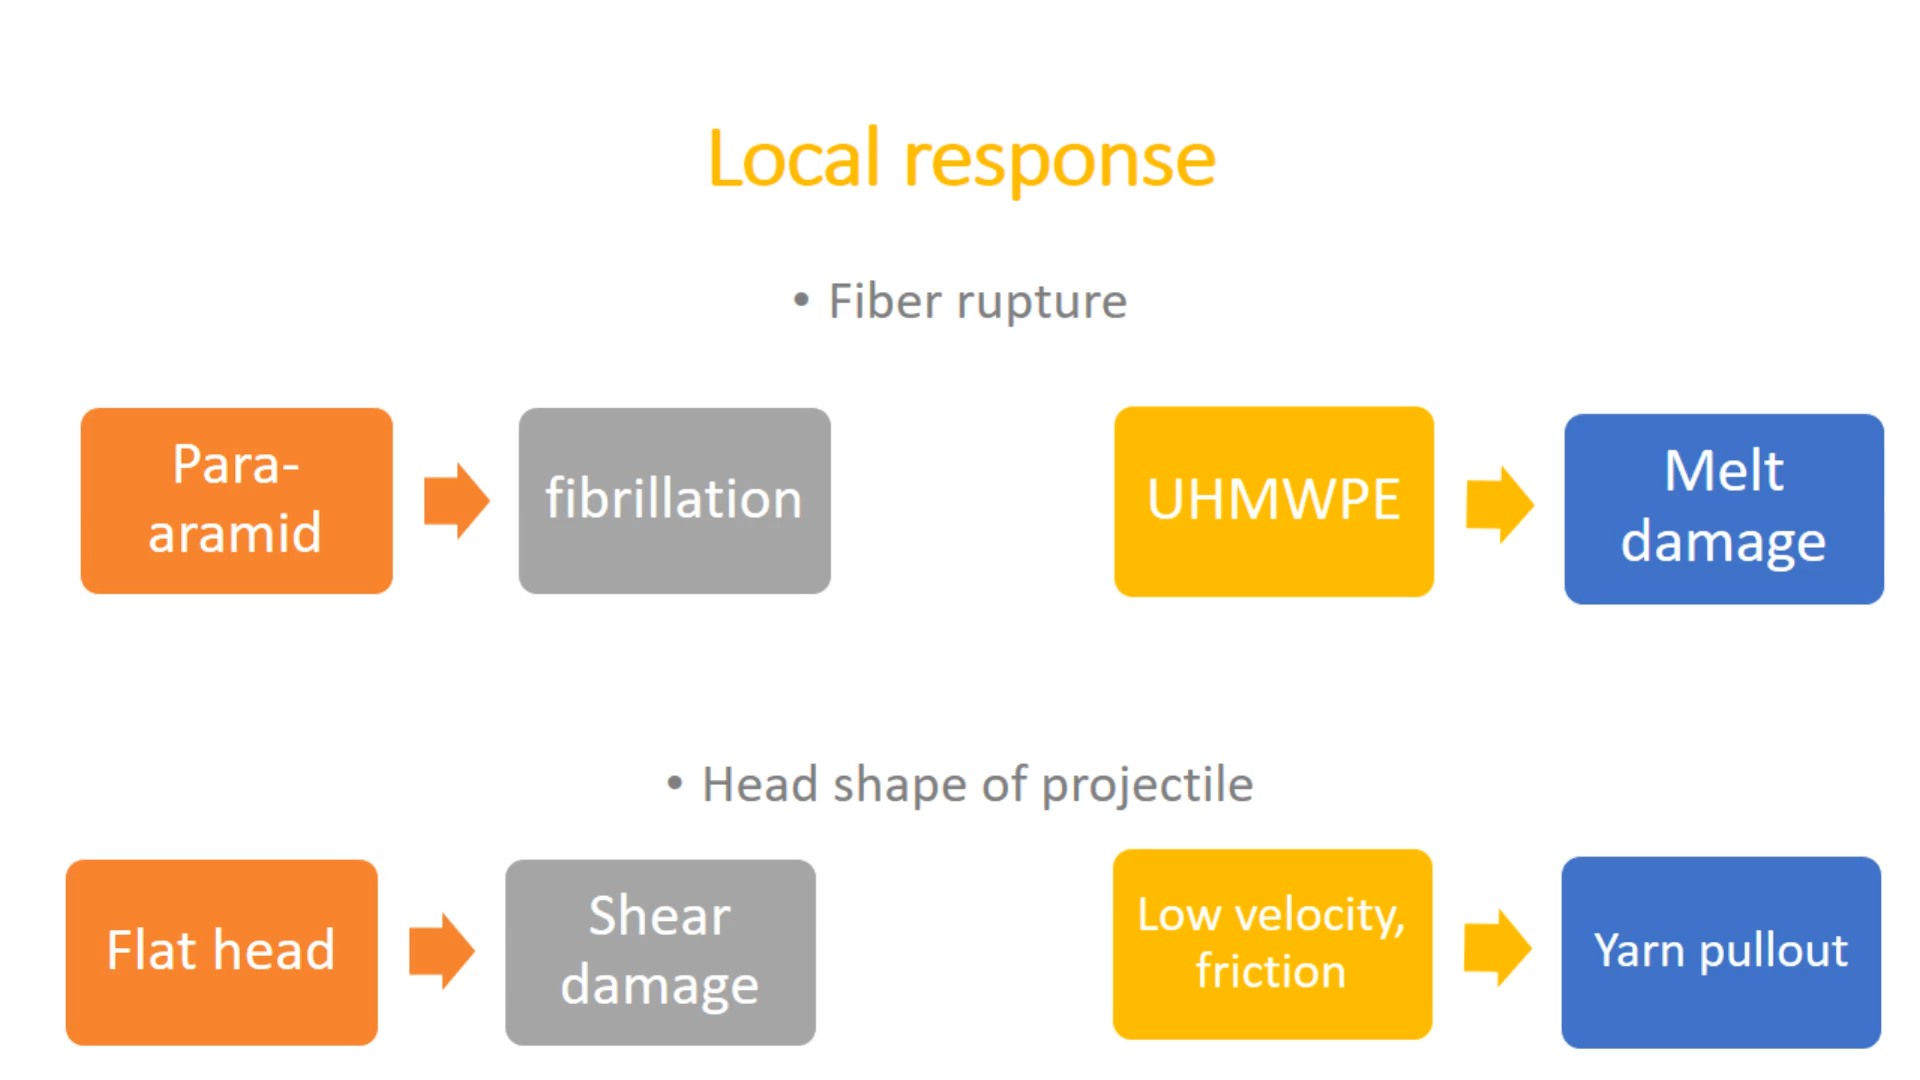 Local response
• Fiber rupture
Para-
aramid
fibrillation
UHMWPE
Melt
damage
• Head shape of projectile
Flat head
Shear
damage
Low velocity,
friction
Yarn pullout